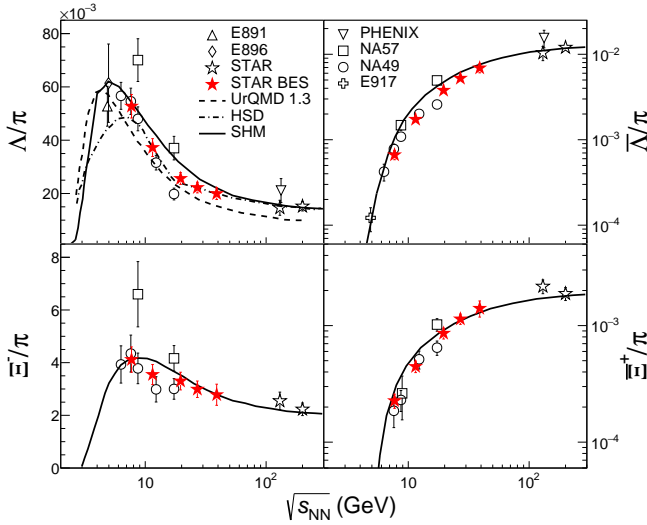 80 ×10⁻³
60
40
20
Λ/π
E891
E896
STAR
STAR BES
UrQMD 1.3
HSD
SHM
PHENIX
NA57
NA49
E917
10⁻²
10⁻³
10⁻⁴
Λ̅/π
6
4
2
0
Ξ⁻/π
10⁻³
10⁻⁴
Ξ̅⁺/π
10 10² 10 10²
√sNN (GeV)